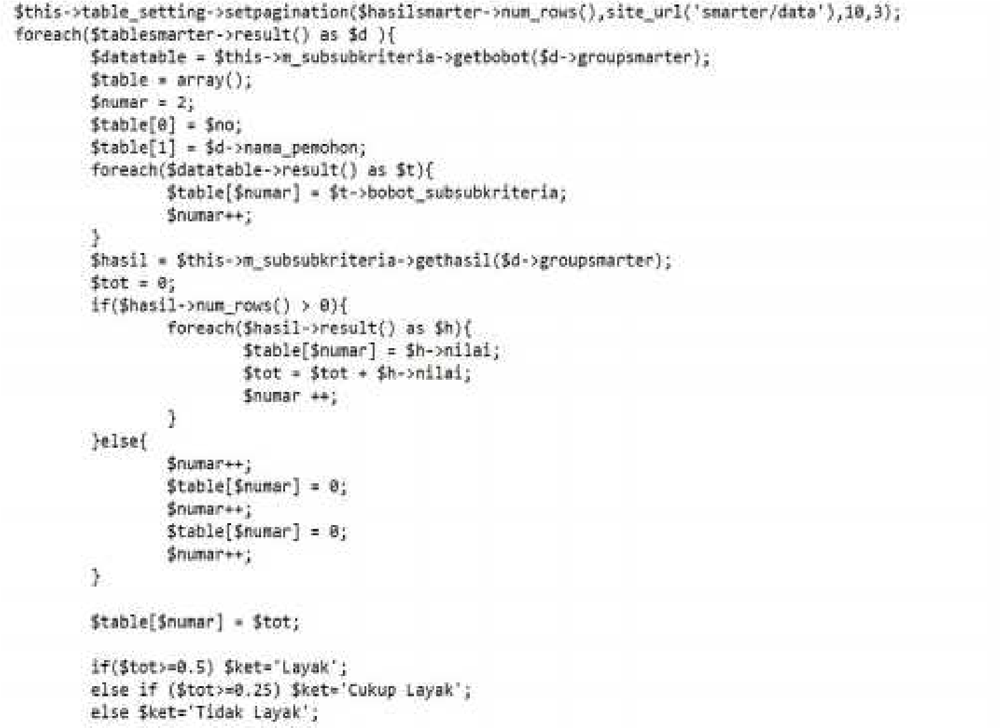 $this->table_setting->setpagination($hasilsmarter->num_rows(),site_url('smarter/data'),10,3);
foreach($tablesmarter->result() as $d ){
$datatable = $this->m_subsubkriteria->getbobot($d->groupsmarter);
$table = array();
$numar = 2;
$table[0] = $no;
$table[1] = $d->nama_pemohon;
foreach($datatable->result() as $t){
$table[$numar] = $t->bobot_subsubkriteria;
$numar++;
}
$hasil = $this->m_subsubkriteria->gethasil($d->groupsmarter);
$tot = 0;
if($hasil->num_rows() > 0){
foreach($hasil->result() as $h){
$table[$numar] = $h->nilai;
$tot = $tot + $h->nilai;
$numar ++;
}
}else{
$numar++;
$table[$numar] = 0;
$numar++;
$table[$numar] = 0;
$numar++;
}
$table[$numar] = $tot;
if($tot>=0.5) $ket='Layak';
else if ($tot>=0.25) $ket='Cukup Layak';
else $ket='Tidak Layak';